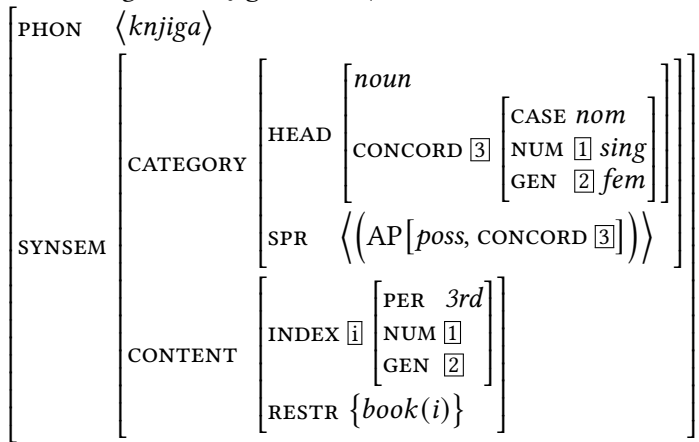 PHON ⟨knjiga⟩
noun
CASE nom
HEAD
CONCORD 3 NUM 1 sing
CATEGORY
GEN 2 fem
SYNSEM SPR ⟨(AP[poss, CONCORD 3])⟩
PER 3rd
INDEX i NUM 1
CONTENT
GEN 2
RESTR {book(i)}